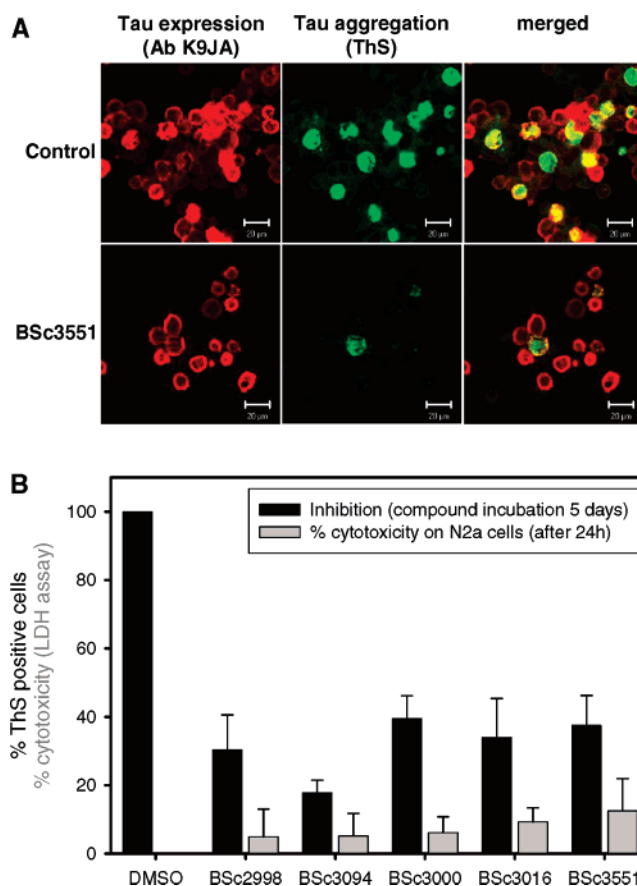 A
Tau expression
(Ab K9JA)
Tau aggregation
(ThS)
merged
Control
20 µm
20 µm
20 µm
BSc3551
20 µm
20 µm
20 µm
B
Inhibition (compound incubation 5 days)
% cytotoxicity on N2a cells (after 24h)
% ThS positive cells
% cytotoxicity (LDH assay)
100
80
60
40
20
0
DMSO
BSc2998
BSc3094
BSc3000
BSc3016
BSc3551